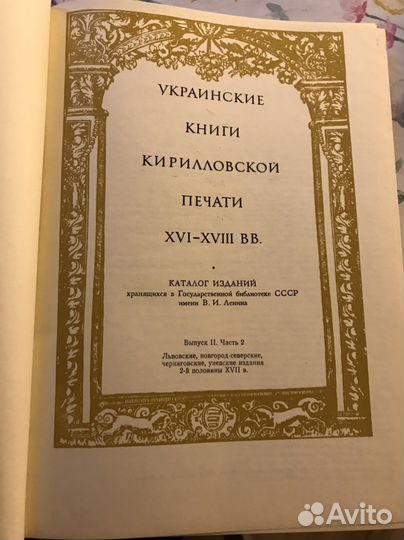 УКРАИНСКИЕ
КНИГИ
КИРИЛЛОВСКОЙ
ПЕЧАТИ
XVI–XVIII ВВ.
КАТАЛОГ ИЗДАНИЙ
хранящихся в Государственной библиотеке СССР
имени В. И. Ленина
Выпуск II. Часть 2
Львовские, новгород-северские,
черниговские, уневские издания
2-й половины XVII в.
Avito